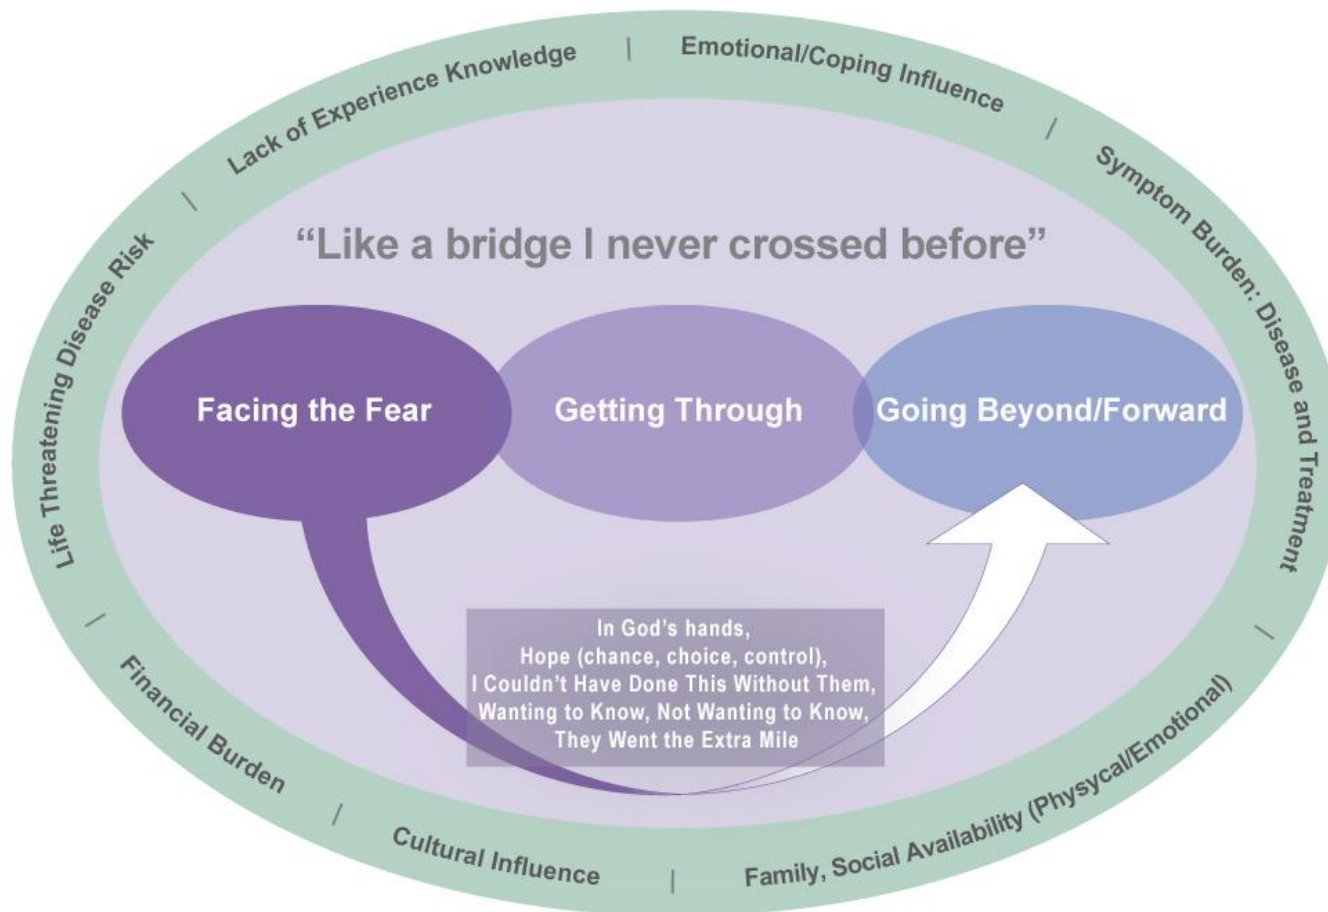 Lack of Experience Knowledge
|
Emotional/Coping Influence
|
Symptom Burden: Disease and Treatment
|
Family, Social Availability (Physycal/Emotional)
|
Cultural Influence
|
Financial Burden
|
Life Threatening Disease Risk
|
“Like a bridge I never crossed before”
Facing the Fear
Getting Through
Going Beyond/Forward
In God’s hands,
Hope (chance, choice, control),
I Couldn’t Have Done This Without Them,
Wanting to Know, Not Wanting to Know,
They Went the Extra Mile